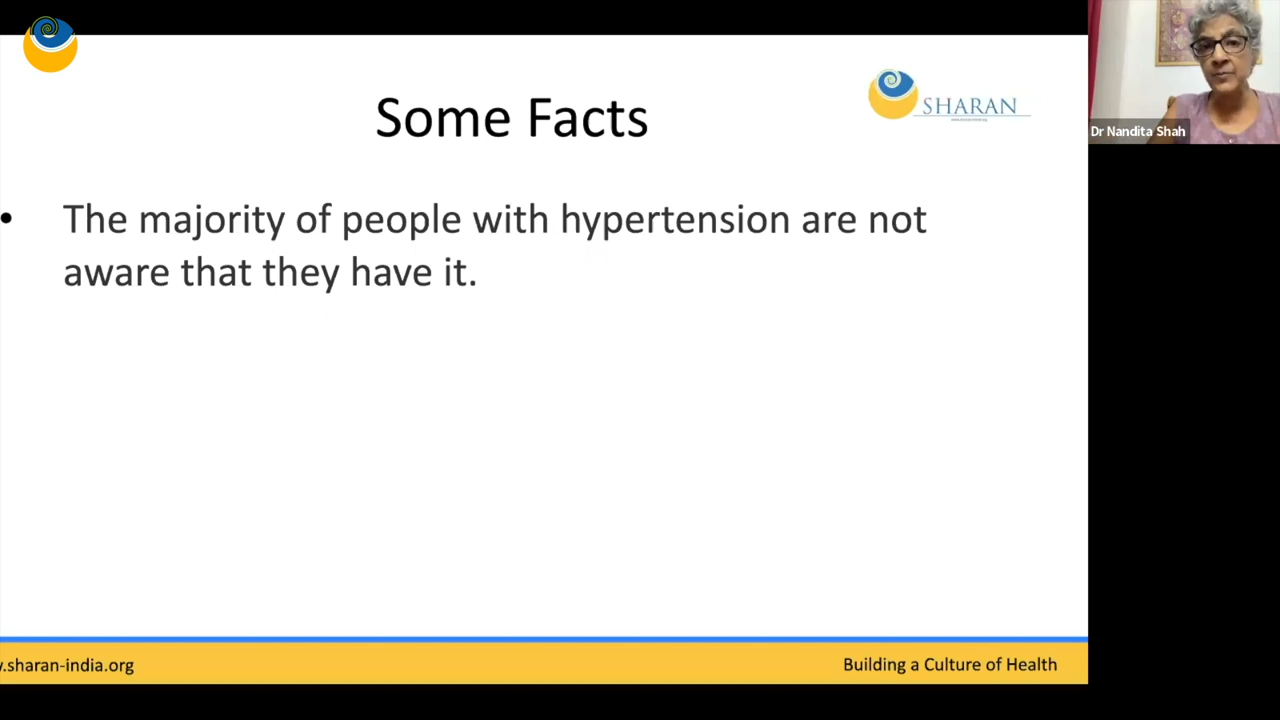 Some Facts
SHARAN
• The majority of people with hypertension are not
aware that they have it.
.sharan-india.org
Building a Culture of Health
Dr Nandita Shah